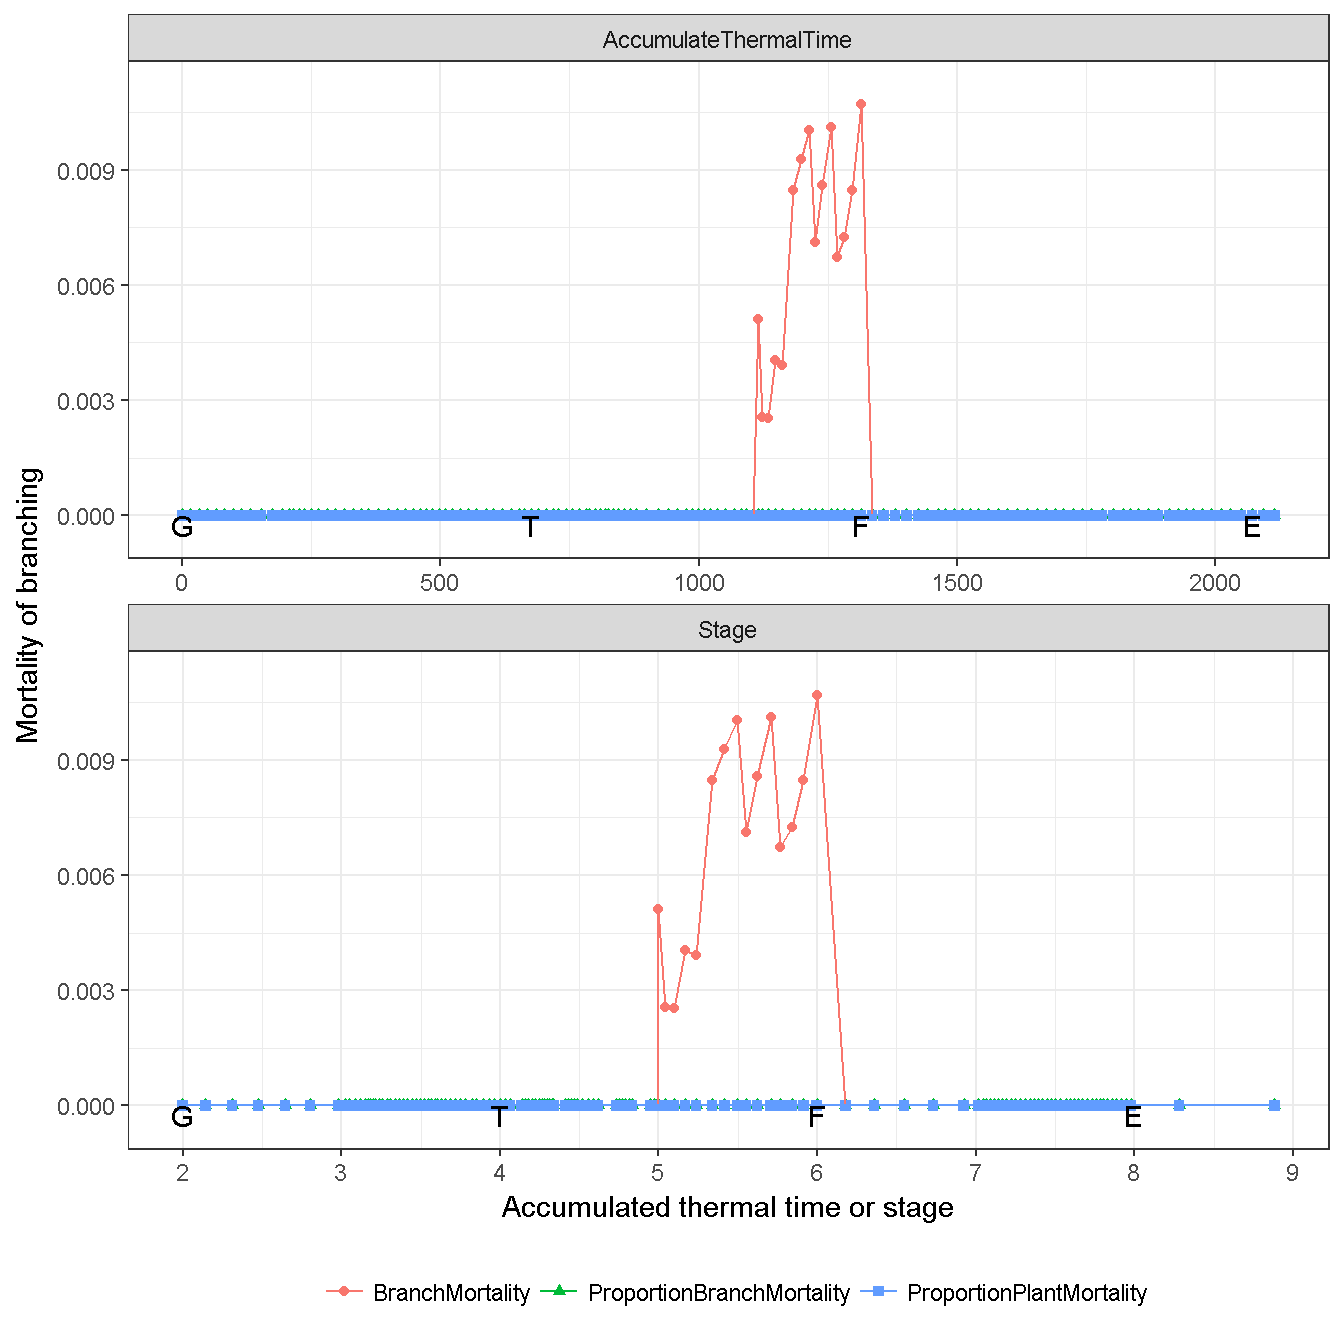 AccumulateThermalTime
0.009
0.006
0.003
0.000
G T F E
0 500 1000 1500 2000
Mortality of branching
Stage
0.009
0.006
0.003
0.000
G T F E
2 3 4 5 6 7 8 9
Accumulated thermal time or stage
BranchMortality ProportionBranchMortality ProportionPlantMortality